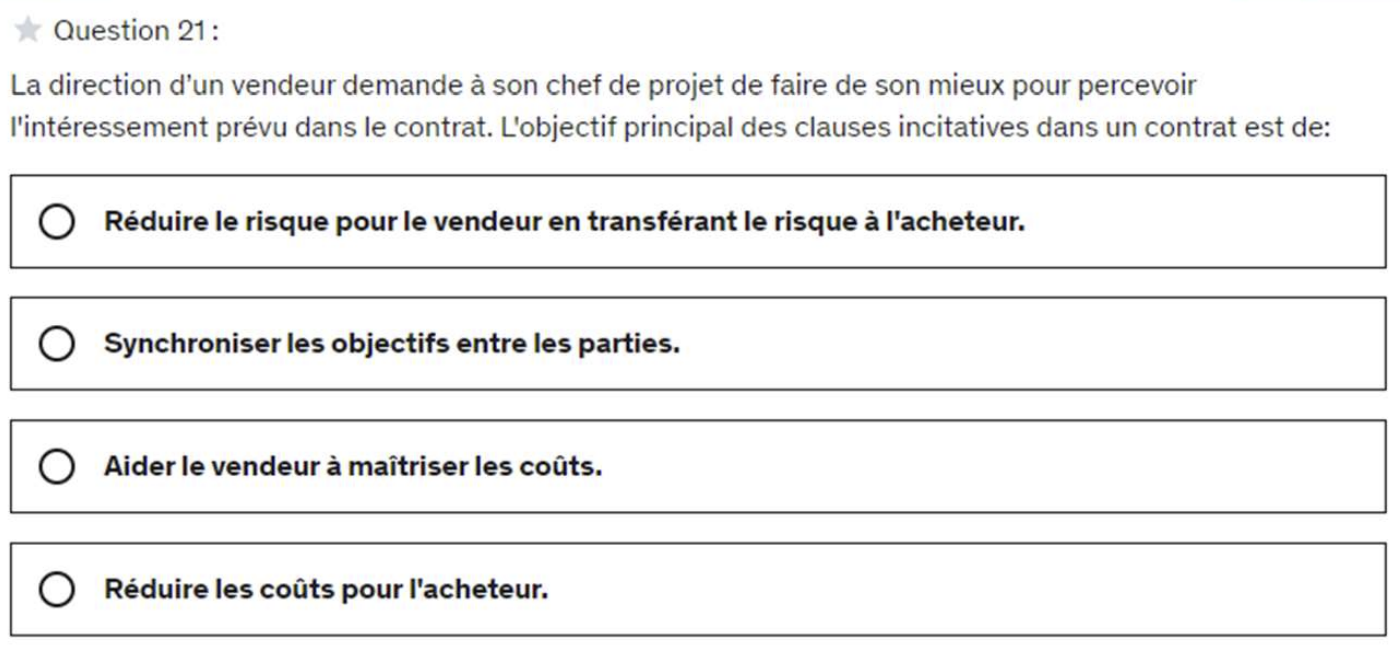 Question 21 :
La direction d'un vendeur demande à son chef de projet de faire de son mieux pour percevoir
l'intéressement prévu dans le contrat. L'objectif principal des clauses incitatives dans un contrat est de:
Réduire le risque pour le vendeur en transférant le risque à l'acheteur.
Synchroniser les objectifs entre les parties.
Aider le vendeur à maîtriser les coûts.
Réduire les coûts pour l'acheteur.